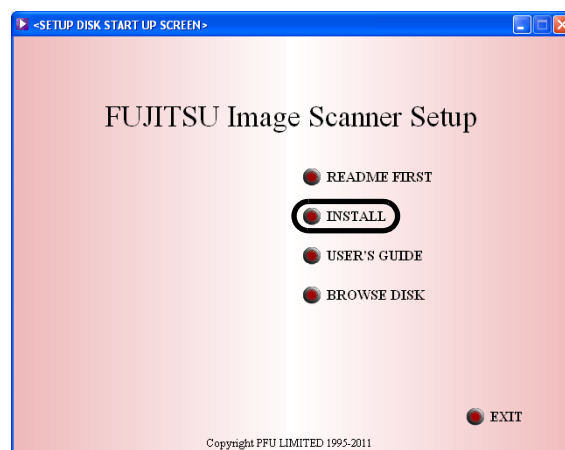 <SETUP DISK START UP SCREEN>
FUJITSU Image Scanner Setup
README FIRST
INSTALL
USER'S GUIDE
BROWSE DISK
EXIT
Copyright PFU LIMITED 1995-2011